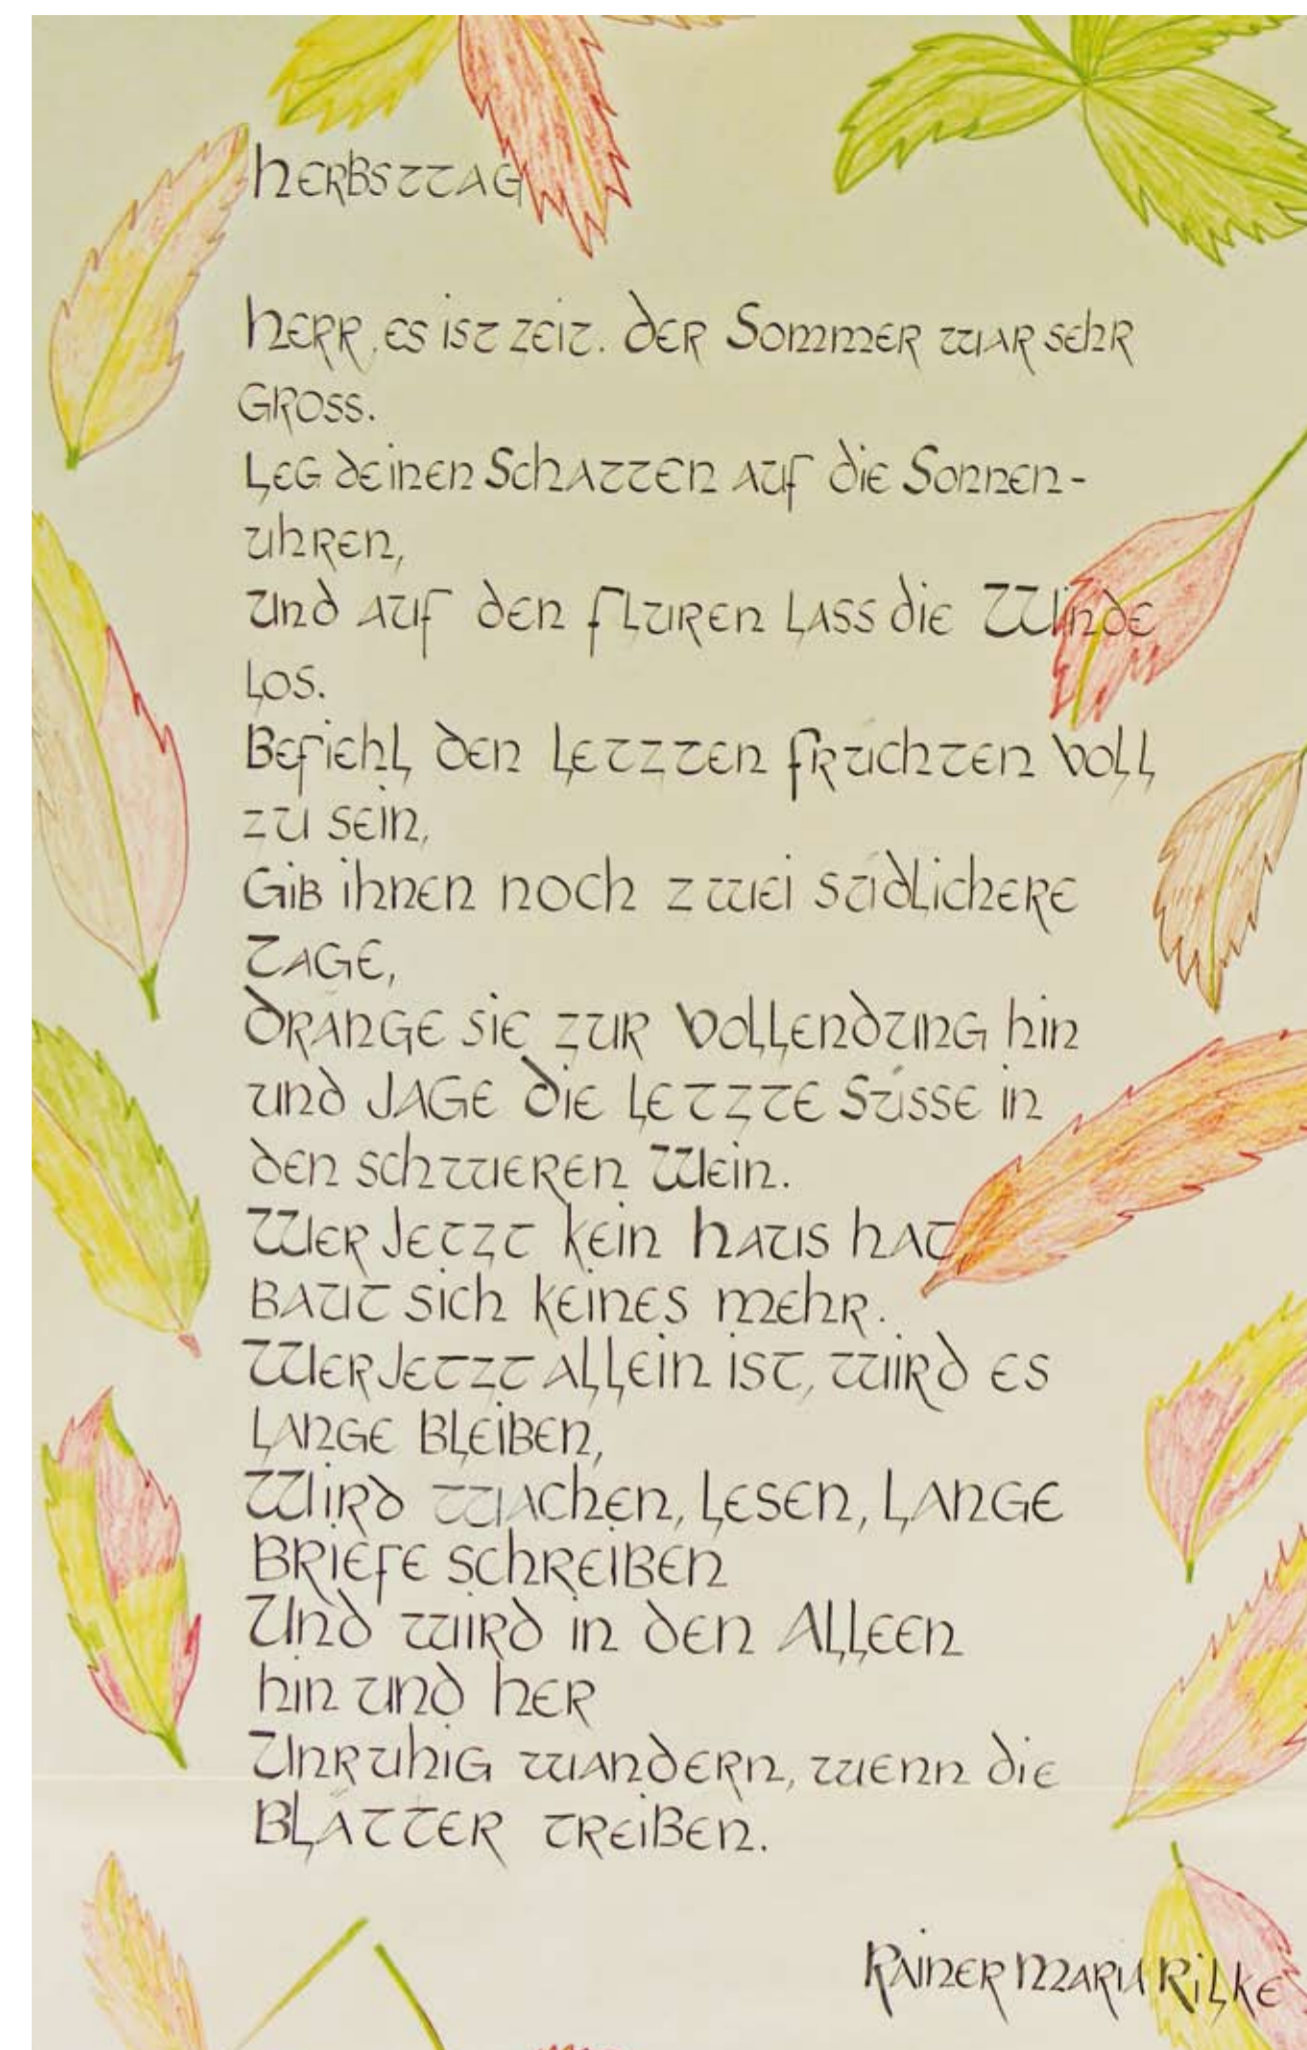 Herbsttag
Herr, es ist Zeit. Der Sommer war sehr
gross.
Leg deinen Schatten auf die Sonnen-
uhren,
Und auf den Fluren lass die Winde
los.
Befiehl den letzten Früchten voll
zu sein,
Gib ihnen noch zwei südlichere
Tage,
Dränge sie zur Vollendung hin
und jage die letzte Süsse in
den schweren Wein.
Wer jetzt kein Haus hat
baut sich keines mehr.
Wer jetzt allein ist, wird es
lange bleiben,
Wird wachen, lesen, lange
Briefe schreiben
Und wird in den Alleen
hin und her
Unruhig wandern, wenn die
Blätter treiben.
Rainer Maria Rilke